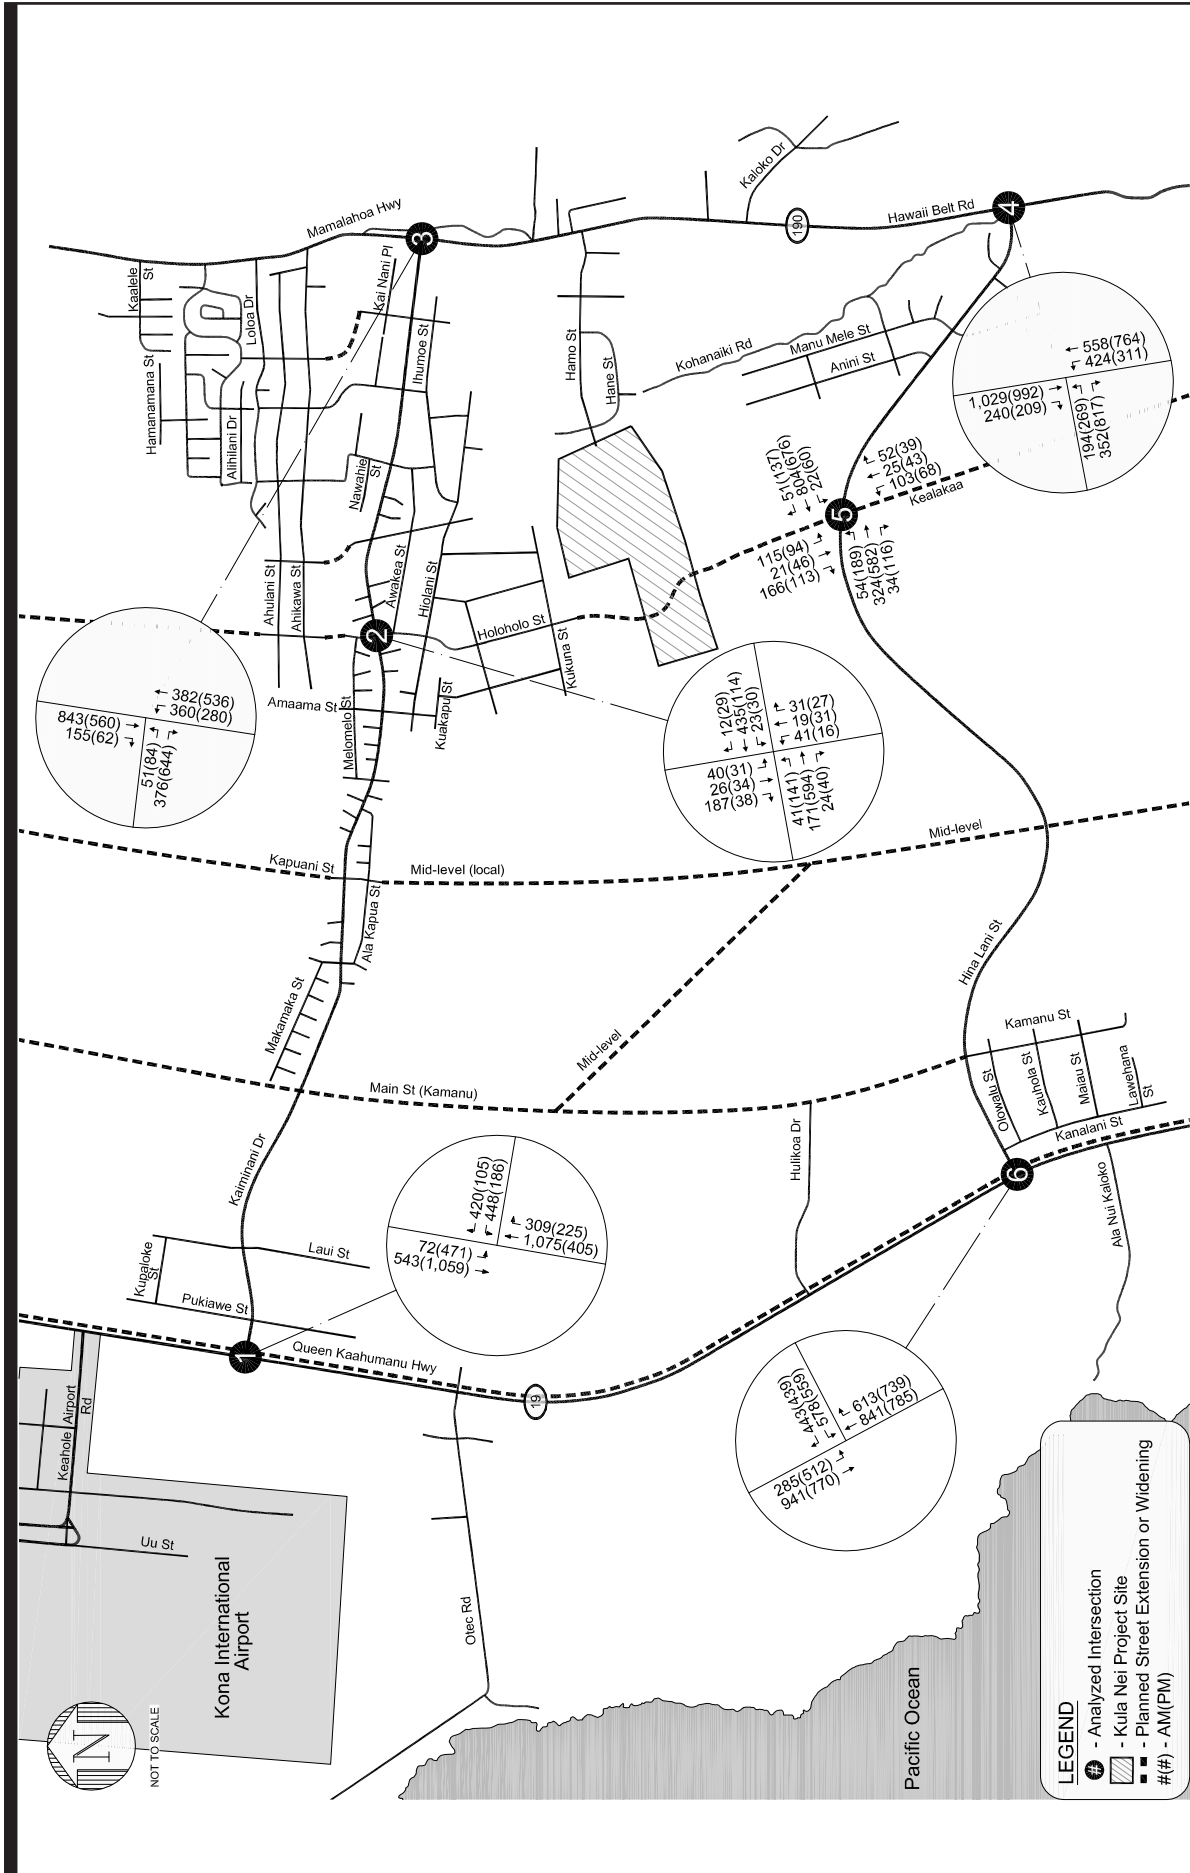 Kaloko Dr
Mamalahoa Hwy
3
190
Hawaii Belt Rd
4
Kaalele
St
Kai Nani Pl
Loloa Dr
Hamanamana St
Alihilani Dr
Ihumoe St
Hamo St
Hane St
Kohanaiki Rd
Manu Mele St
Anini St
558(764)
424(311)
1,029(992)
240(209)
194(269)
352(817)
Nawahie
St
51(137)
804(676)
22(60)
52(39)
25(43)
103(68)
5
Kealakaa
115(94)
21(46)
166(113)
54(189)
324(582)
34(116)
Ahulani St
Ahikawa St
Awakea St
Hiolani St
2
Holoholo St
Kukuna St
Amaama St
Melomelo St
Kuakapu St
382(536)
360(280)
843(560)
155(62)
51(84)
376(644)
12(29)
435(114)
23(30)
31(27)
19(31)
41(16)
40(31)
26(34)
187(38)
41(141)
171(594)
24(40)
Kapuani St
Mid-level (local)
Mid-level
Ala Kapua St
Makamaka St
Hina Lani St
Mid-level
Main St (Kamanu)
Kamanu St
Olowalu St
Kauhola St
Maiau St
Lawehana
St
Kanalani St
Kaiminani Dr
Hulikoa Dr
6
Ala Nui Kaloko
420(105)
448(186)
309(225)
1,075(405)
72(471)
543(1,059)
Kupaloke
St
Laui St
Pukiawe St
1
Queen Kaahumanu Hwy
19
443(439)
578(559)
613(739)
841(785)
285(512)
941(770)
Keahole Airport
Rd
Uu St
Kona International
Airport
Otec Rd
Pacific Ocean
N
NOT TO SCALE
LEGEND
# - Analyzed Intersection
- Kula Nei Project Site
- Planned Street Extension or Widening
#(#) - AM(PM)